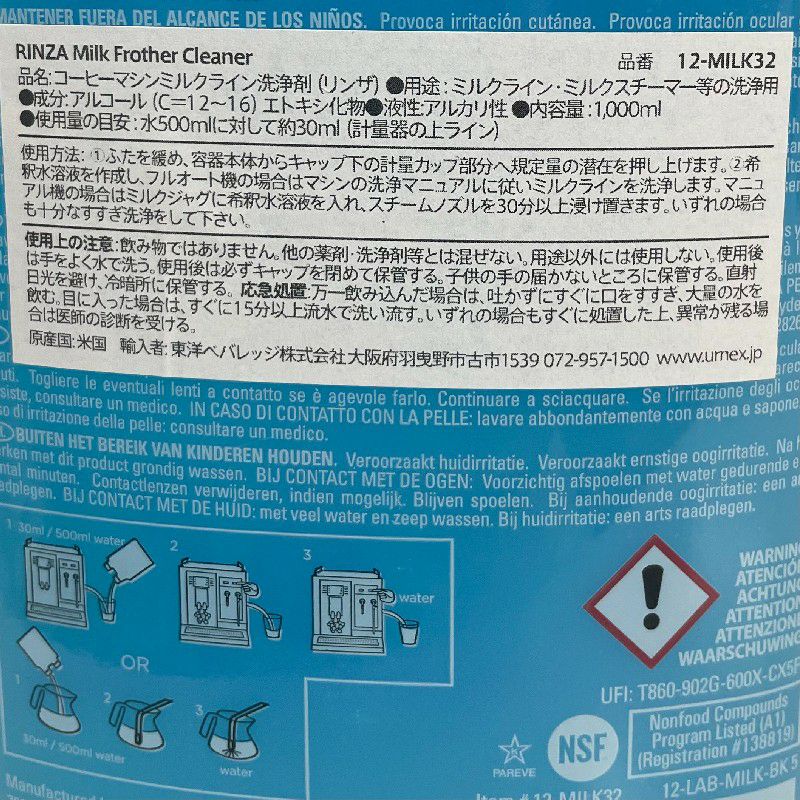 MANTENER FUERA DEL ALCANCE DE LOS NIÑOS. Provoca irritación cutánea. Provoca irritación ocular
RINZA Milk Frother Cleaner 品番 12-MILK32
品名:コーヒーマシンミルクライン洗浄剤 (リンザ) ●用途:ミルクライン・ミルクスチーマー等の洗浄用
●成分:アルコール (C=12~16) エトキシ化物●液性:アルカリ性 ●内容量:1,000ml
●使用量の目安:水500mlに対して約30ml (計量器の上ライン)
使用方法:①ふたを緩め、容器本体からキャップ下の計量カップ部分へ規定量の潜在を押し上げます。②希
釈水溶液を作成し、フルオート機の場合はマシンの洗浄マニュアルに従いミルクラインを洗浄します。マニュ
アル機の場合はミルクジャグに希釈水溶液を入れ、スチームノズルを30分以上浸け置きます。いずれの場合
も十分なすすぎ洗浄をして下さい。
使用上の注意:飲み物ではありません。他の薬剤・洗浄剤等とは混ぜない。用途以外には使用しない。使用後
は手をよく水で洗う。使用後は必ずキャップを閉めて保管する。子供の手の届かないところに保管する。直射
日光を避け、冷暗所に保管する。応急処置:万一飲み込んだ場合は、吐かずにすぐに口をすすぎ、大量の水を
飲む。目に入った場合は、すぐに15分以上流水で洗い流す。いずれの場合もすぐに処置した上、異常が残る場
合は医師の診断を受ける。
原産国:米国 輸入者:東洋ベバレッジ株式会社 大阪府羽曳野市古市1539 072-957-1500 www.urnex.jp
Togliere le eventuali lenti a contatto se è agevole farlo. Continuare a sciacquare. Se l'irritazione degli
consultare un medico. IN CASO DI CONTATTO CON LA PELLE: lavare abbondantemente con acqua e sapone
di irritazione della pelle: consultare un medico.
BUITEN HET BEREIK VAN KINDEREN HOUDEN. Veroorzaakt huidirritatie. Veroorzaakt ernstige oogirritatie. Na
werken met dit product grondig wassen. BIJ CONTACT MET DE OGEN: Voorzichtig afspoelen met water gedurende
minuten. Contactlenzen verwijderen, indien mogelijk. Blijven spoelen. Bij aanhoudende oogirritatie: een
raadplegen. BIJ CONTACT MET DE HUID: met veel water en zeep wassen. Bij huidirritatie: een arts raadplegen.
1 30ml / 500ml water
2
3
water
OR
1
2
3
30ml / 500ml water
water
WARNING
ATENCIÓ
ACHTUNG
ATTENTION
ATTENZIONE
WAARSCHUWING
UFI: T860-902G-600X-CX5F
K
PAREVE
NSF
Nonfood Compounds
Program Listed (A1)
(Registration #138819)
Item # 12-MILK32
12-LAB-MILK-BK 5
Manufactured